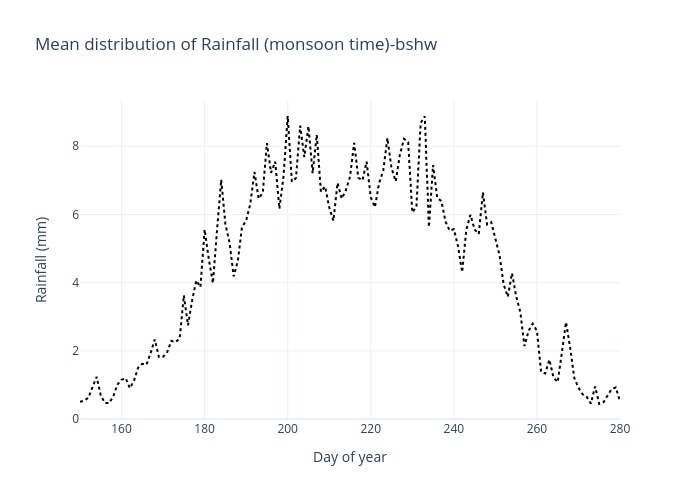 Mean distribution of Rainfall (monsoon time)-bshw
Rainfall (mm)
8
6
4
2
0
160 180 200 220 240 260 280
Day of year